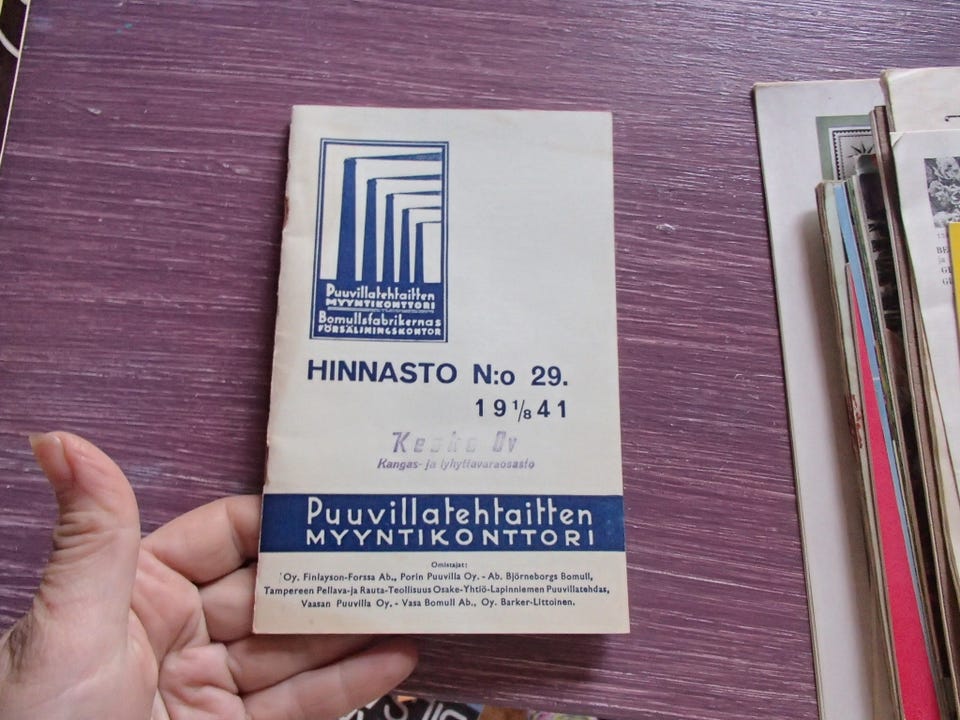 Puuvillatehtaitten
MYYNTIKONTTORI
Bomullsfabrikernas
FÖRSÄLJNINGSKONTOR
HINNASTO N:o 29.
19 1/8 41
Kesko Oy
Kangas- ja lyhyttavaraosasto
Puuvillatehtaitten
MYYNTIKONTTORI
Omistajat:
Oy. Finlayson-Forssa Ab., Porin Puuvilla Oy. - Ab. Björneborgs Bomull,
Tampereen Pellava-ja Rauta-Teollisuus Osake-Yhtiö-Lapinniemen Puuvillatehdas,
Vaasan Puuvilla Oy. - Vasa Bomull Ab., Oy. Barker-Littoinen.